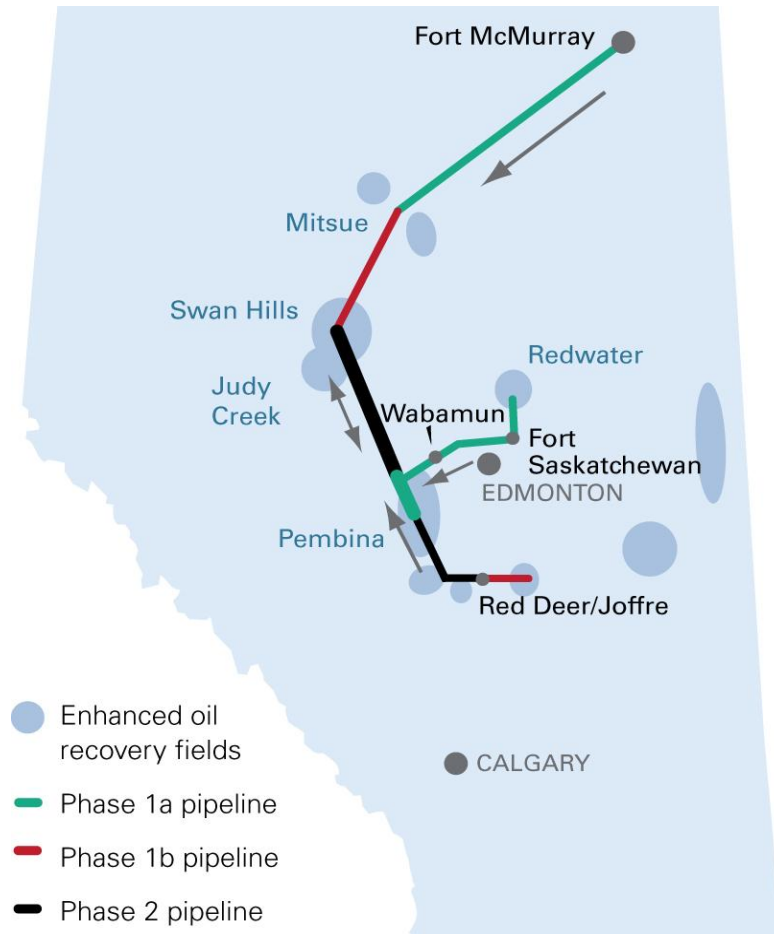 Fort McMurray
Mitsue
Swan Hills
Redwater
Judy
Creek
Wabamun
Fort
Saskatchewan
EDMONTON
Pembina
Red Deer/Joffre
CALGARY
Enhanced oil
recovery fields
Phase 1a pipeline
Phase 1b pipeline
Phase 2 pipeline